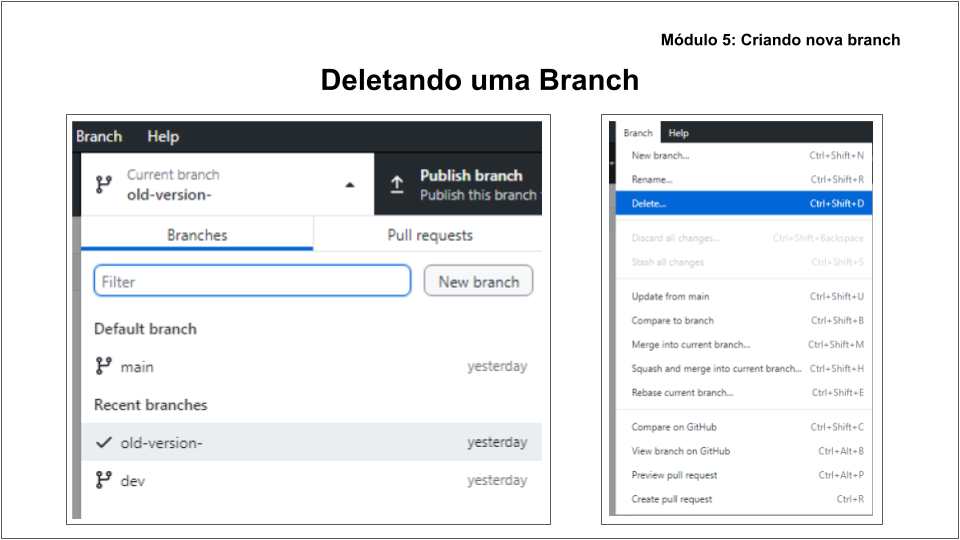 Módulo 5: Criando nova branch
Deletando uma Branch
Branch Help
Current branch
old-version-
Publish branch
Publish this branch
Branches Pull requests
Filter New branch
Default branch
main yesterday
Recent branches
old-version- yesterday
dev yesterday
Branch Help
New branch... Ctrl+Shift+N
Rename... Ctrl+Shift+R
Delete... Ctrl+Shift+D
Discard all changes... Ctrl+Shift+Backspace
Stash all changes Ctrl+Shift+S
Update from main Ctrl+Shift+U
Compare to branch Ctrl+Shift+B
Merge into current branch... Ctrl+Shift+M
Squash and merge into current branch... Ctrl+Shift+H
Rebase current branch... Ctrl+Shift+E
Compare on GitHub Ctrl+Shift+C
View branch on GitHub Ctrl+Alt+B
Preview pull request Ctrl+Alt+P
Create pull request Ctrl+R